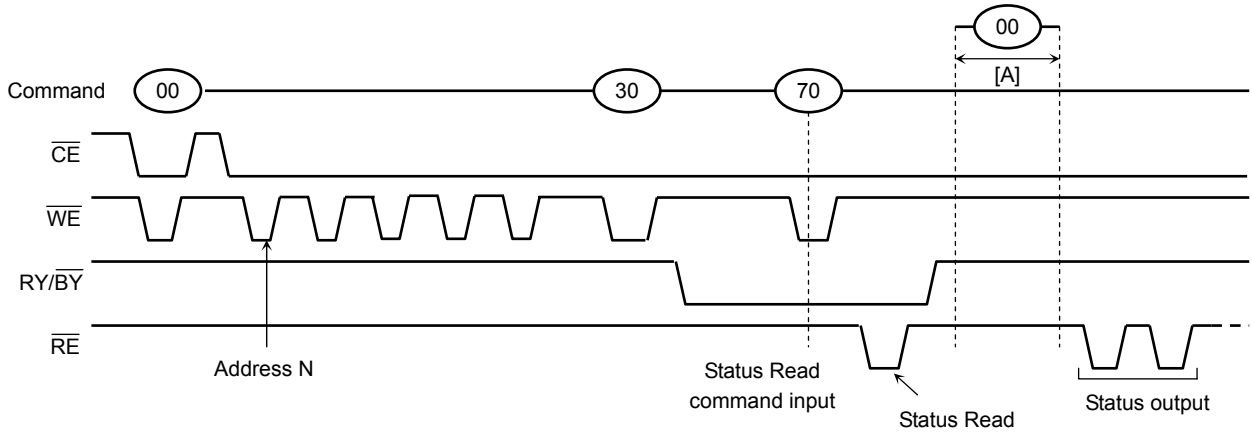 00
[A]
Command 00 30 70
CE
WE
RY/BY
RE
Address N
Status Read
command input
Status Read
Status output